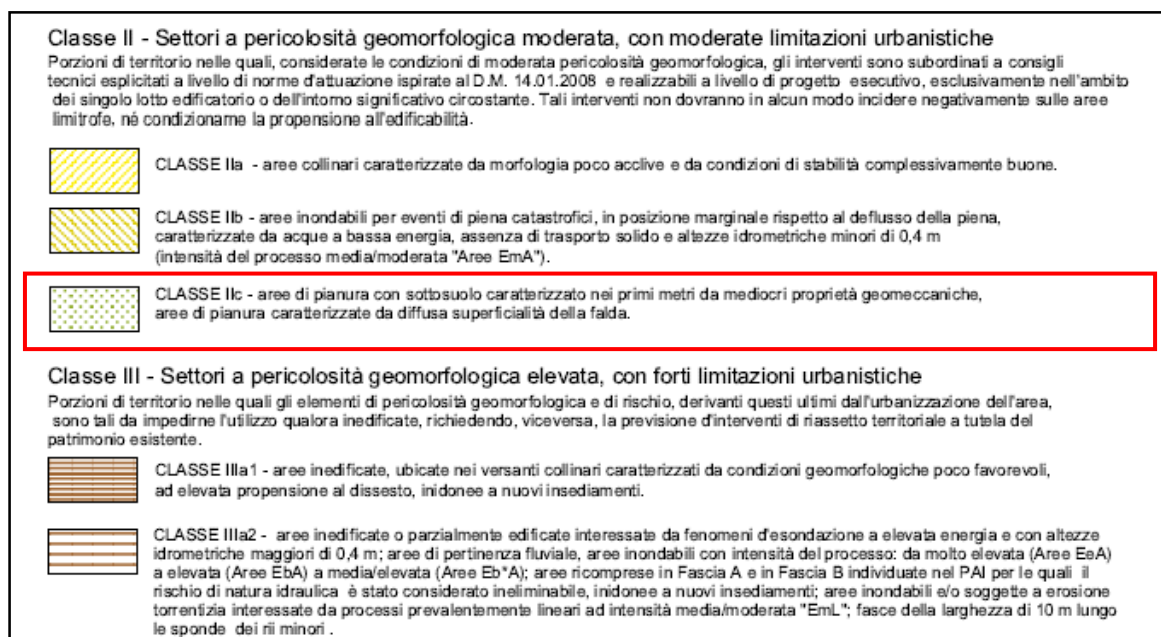 Classe II - Settori a pericolosità geomorfologica moderata, con moderate limitazioni urbanistiche
Porzioni di territorio nelle quali, considerate le condizioni di moderata pericolosità geomorfologica, gli interventi sono subordinati a consigli
tecnici esplicitati a livello di norme d'attuazione ispirate al D.M. 14.01.2008 e realizzabili a livello di progetto esecutivo, esclusivamente nell'ambito
dei singolo lotto edificatorio o dell'intorno significativo circostante. Tali interventi non dovranno in alcun modo incidere negativamente sulle aree
limitrofe, né condizionarne la propensione all'edificabilità.
CLASSE IIa - aree collinari caratterizzate da morfologia poco acclive e da condizioni di stabilità complessivamente buone.
CLASSE IIb - aree inondabili per eventi di piena catastrofici, in posizione marginale rispetto al deflusso della piena,
caratterizzate da acque a bassa energia, assenza di trasporto solido e altezze idrometriche minori di 0,4 m
(intensità del processo media/moderata "Aree EmA").
CLASSE IIc - aree di pianura con sottosuolo caratterizzato nei primi metri da mediocri proprietà geomeccaniche,
aree di pianura caratterizzate da diffusa superficialità della falda.
Classe III - Settori a pericolosità geomorfologica elevata, con forti limitazioni urbanistiche
Porzioni di territorio nelle quali gli elementi di pericolosità geomorfologica e di rischio, derivanti questi ultimi dall'urbanizzazione dell'area,
sono tali da impedirne l'utilizzo qualora inedificate, richiedendo, viceversa, la previsione d'interventi di riassetto territoriale a tutela del
patrimonio esistente.
CLASSE IIIa1 - aree inedificate, ubicate nei versanti collinari caratterizzati da condizioni geomorfologiche poco favorevoli,
ad elevata propensione al dissesto, inidonee a nuovi insediamenti.
CLASSE IIIa2 - aree inedificate o parzialmente edificate interessate da fenomeni d'esondazione a elevata energia e con altezze
idrometriche maggiori di 0,4 m; aree di pertinenza fluviale, aree inondabili con intensità del processo: da molto elevata (Aree EeA)
a elevata (Aree EbA) a media/elevata (Aree Eb*A); aree ricomprese in Fascia A e in Fascia B individuate nel PAI per le quali il
rischio di natura idraulica è stato considerato ineliminabile, inidonee a nuovi insediamenti; aree inondabili e/o soggette a erosione
torrentizia interessate da processi prevalentemente lineari ad intensità media/moderata "EmL"; fasce della larghezza di 10 m lungo
le sponde dei rii minori .